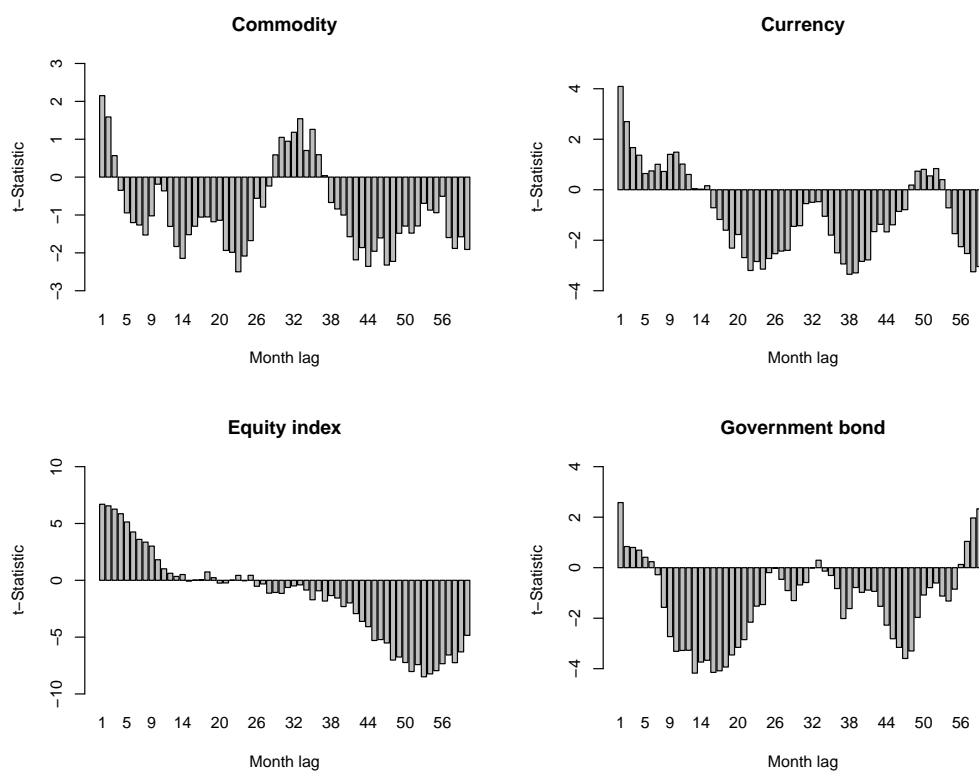 Commodity
t−Statistic
3
2
1
0
−1
−2
−3
1 5 9 14 20 26 32 38 44 50 56
Month lag
Currency
t−Statistic
4
2
0
−2
−4
1 5 9 14 20 26 32 38 44 50 56
Month lag
Equity index
t−Statistic
10
5
0
−5
−10
1 5 9 14 20 26 32 38 44 50 56
Month lag
Government bond
t−Statistic
4
2
0
−2
−4
1 5 9 14 20 26 32 38 44 50 56
Month lag